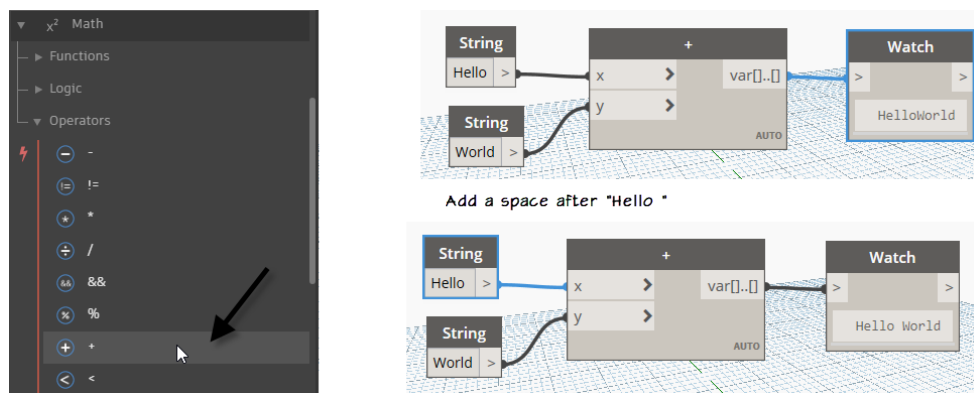 x² Math
Functions
Logic
Operators
-
!= !=
*
/
&& &&
% %
+ +
< <
String
Hello >
String
World >
+
x > var[]..[]
y >
AUTO
Watch
> >
HelloWorld
Add a space after "Hello "
String
Hello >
String
World >
+
x > var[]..[]
y >
AUTO
Watch
> >
Hello World